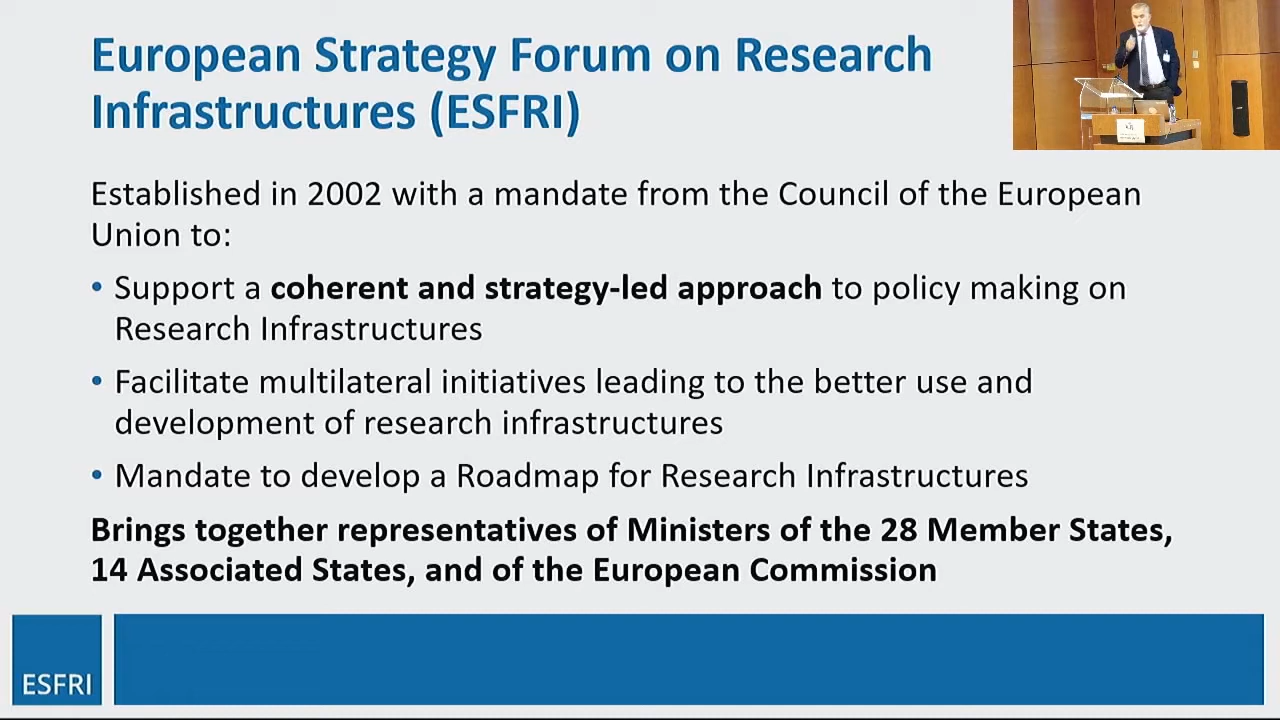 European Strategy Forum on Research
Infrastructures (ESFRI)
Established in 2002 with a mandate from the Council of the European
Union to:
• Support a coherent and strategy-led approach to policy making on
Research Infrastructures
• Facilitate multilateral initiatives leading to the better use and
development of research infrastructures
• Mandate to develop a Roadmap for Research Infrastructures
Brings together representatives of Ministers of the 28 Member States,
14 Associated States, and of the European Commission
ESFRI